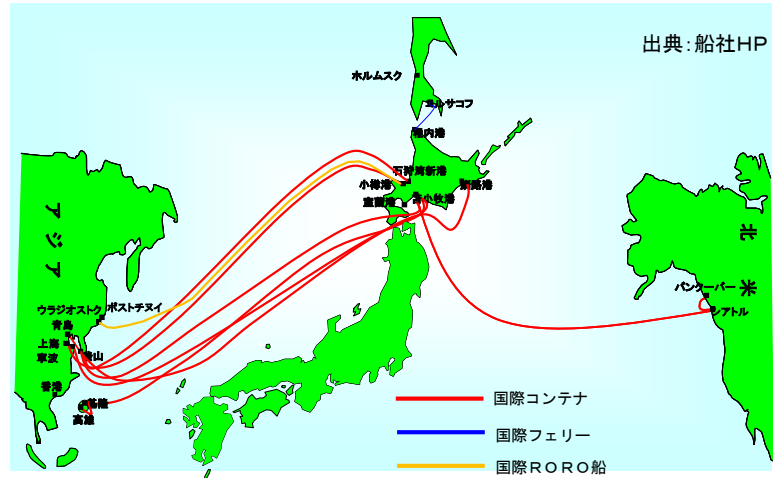 出典：船社HP
ホルムスク
コルサコフ
稚内港
石狩湾新港
小樽港
釧路港
室蘭港
苫小牧港
アジア
北米
バンクーバー
シアトル
ウラジオストク
ボストチヌイ
青島
上海
釜山
寧波
香港
基隆
高雄
国際コンテナ
国際フェリー
国際ＲＯＲＯ船